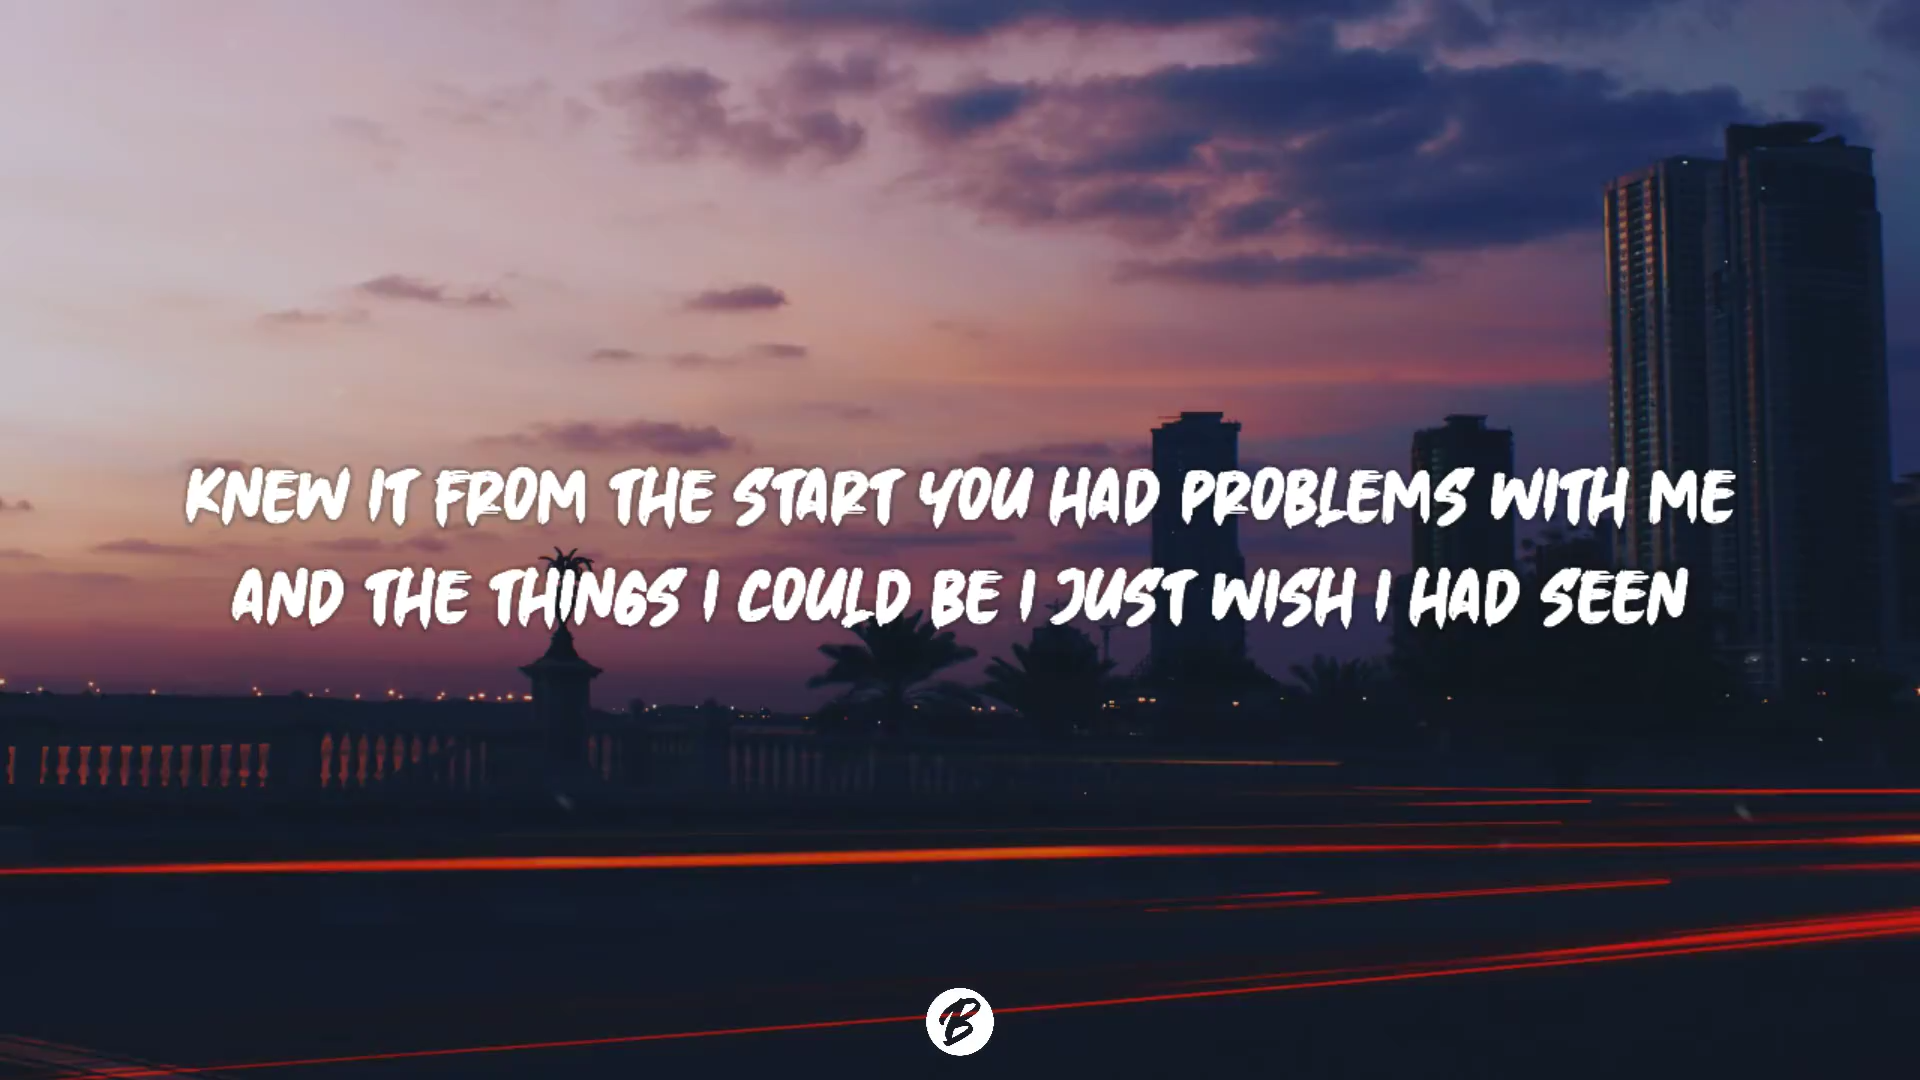 KNEW IT FROM THE START YOU HAD PROBLEMS WITH ME
AND THE THINGS I COULD BE I JUST WISH I HAD SEEN
B